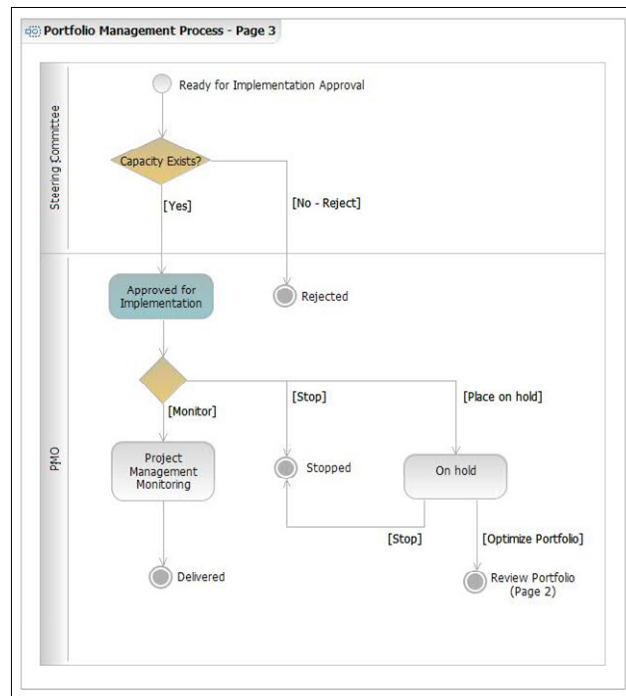 Portfolio Management Process - Page 3
Steering Committee
Ready for Implementation Approval
Capacity Exists?
[Yes]
[No - Reject]
PMO
Approved for
Implementation
Rejected
[Monitor]
[Stop]
[Place on hold]
Project
Management
Monitoring
Stopped
On hold
[Stop]
[Optimize Portfolio]
Delivered
Review Portfolio
(Page 2)